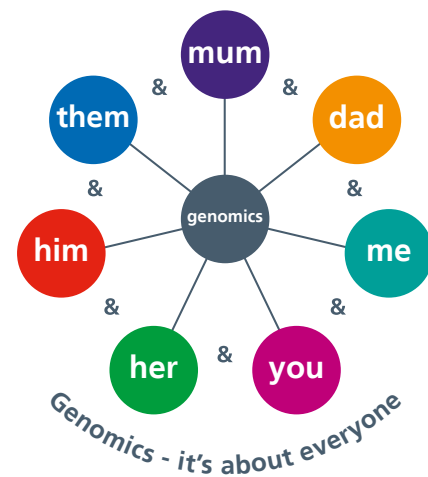 mum
&
dad
&
me
&
you
&
her
&
him
&
them
&
genomics
Genomics - it's about everyone